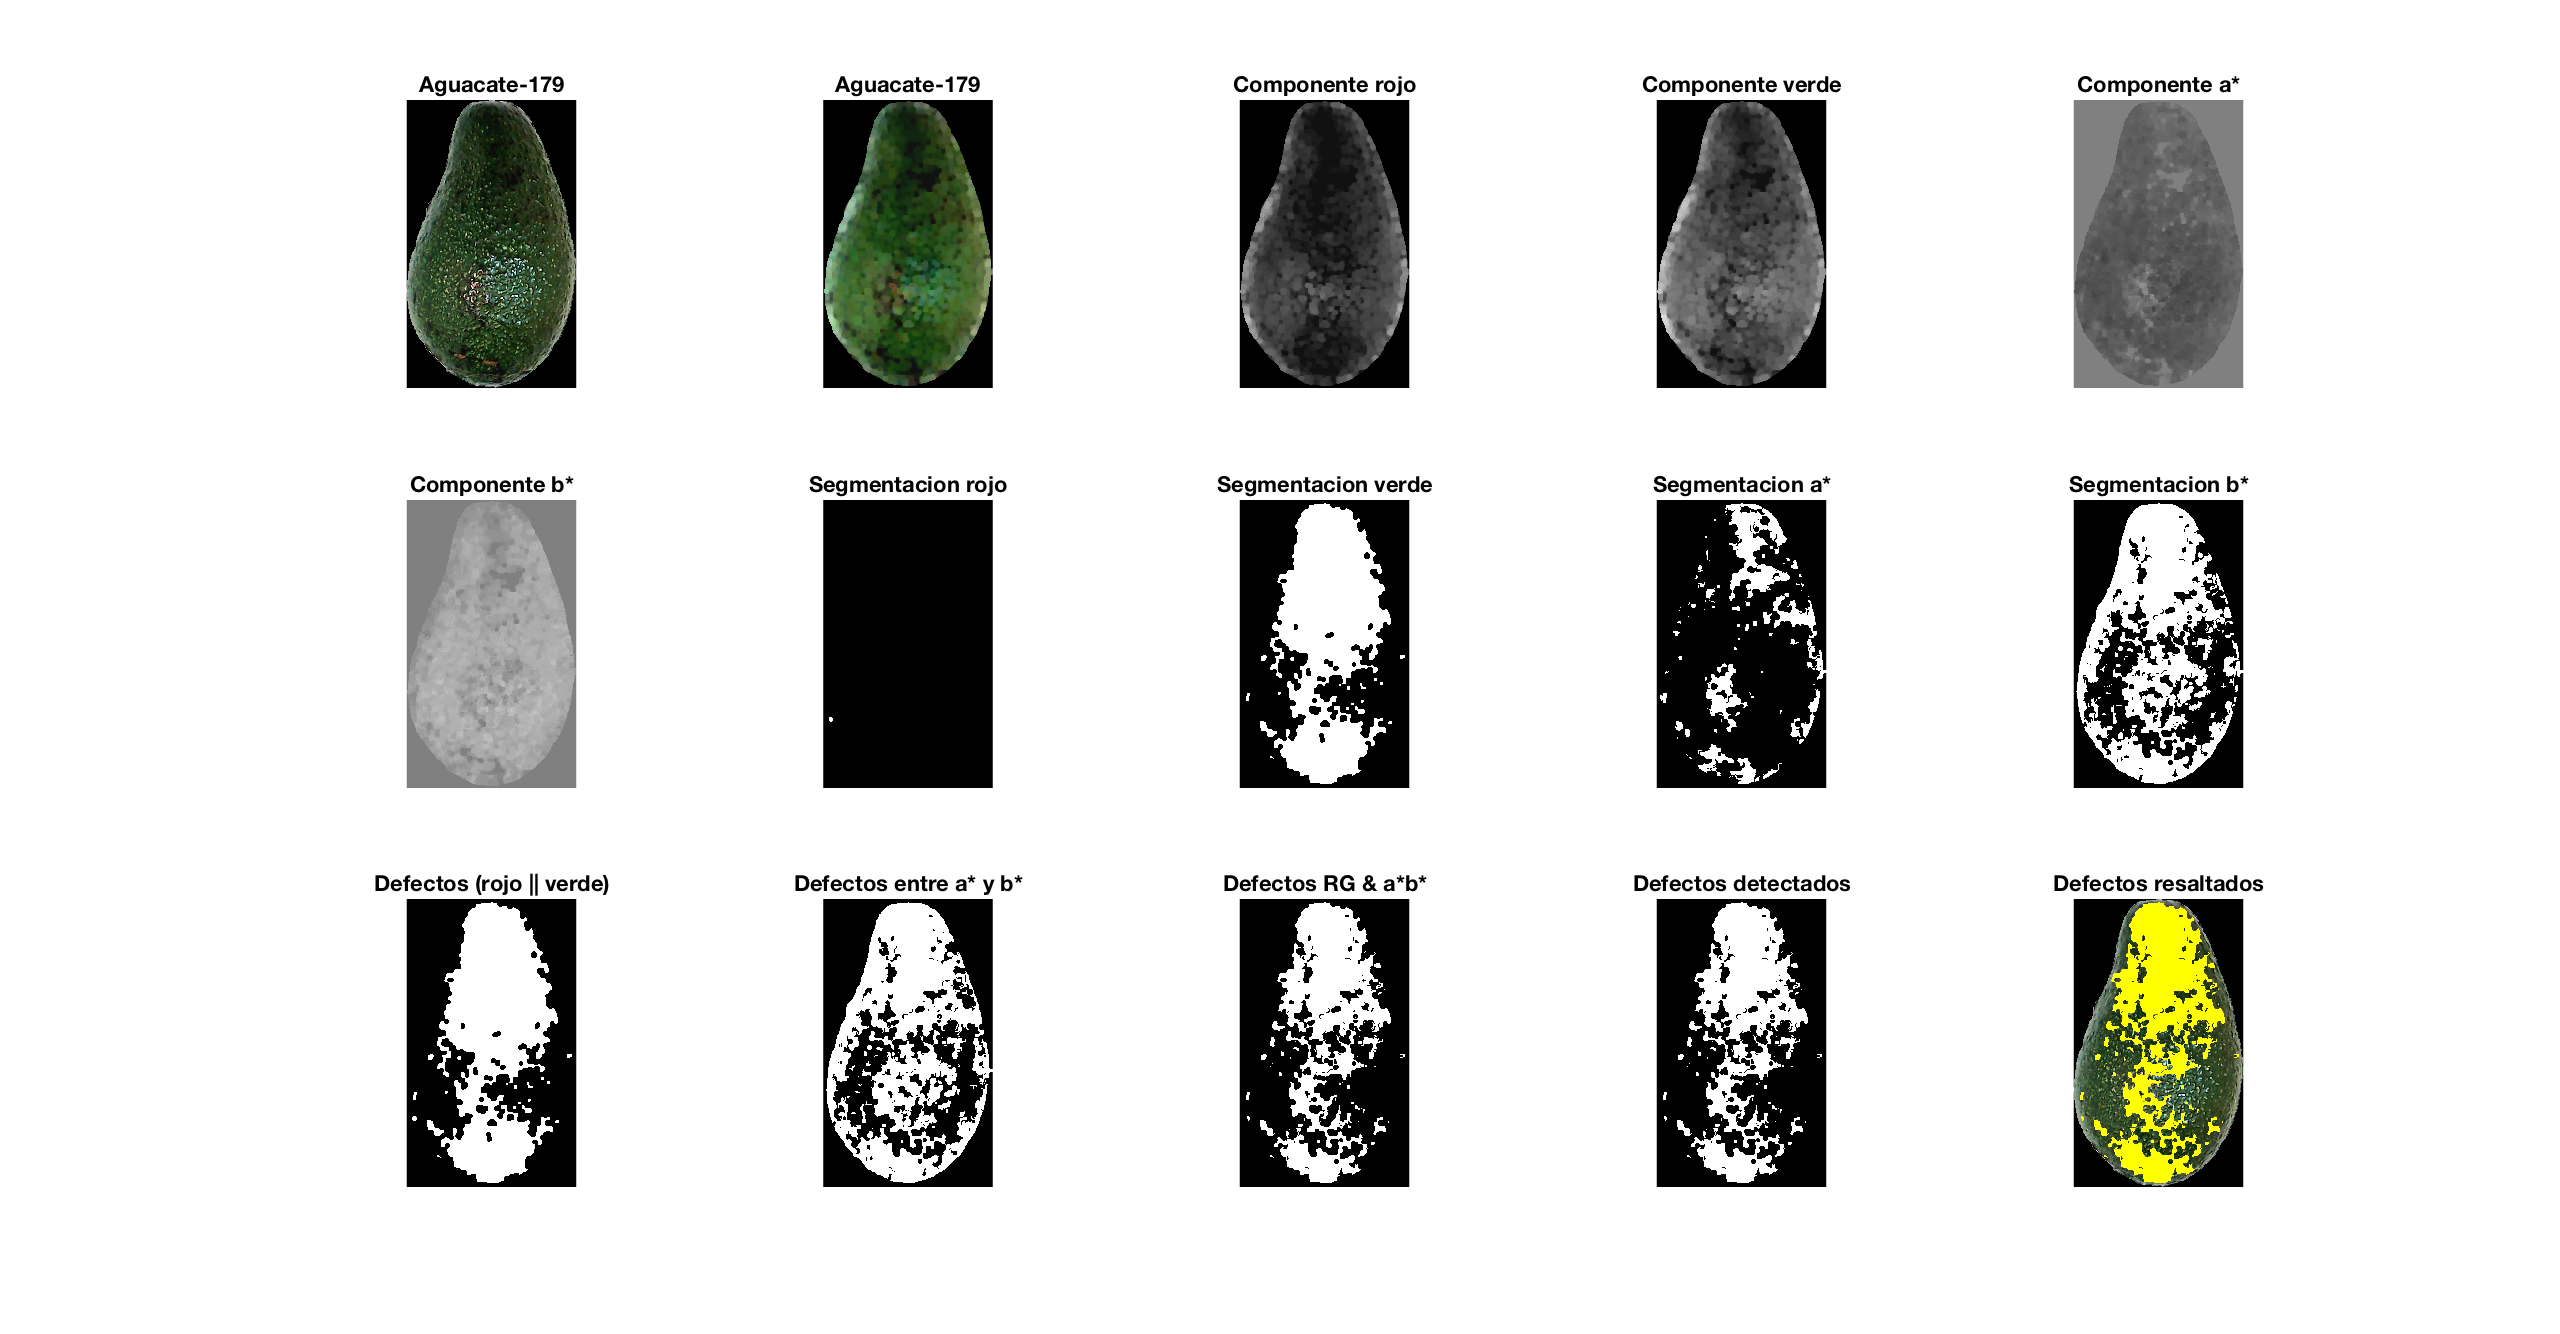 Aguacate-179
Aguacate-179
Componente rojo
Componente verde
Componente a*
Componente b*
Segmentacion rojo
Segmentacion verde
Segmentacion a*
Segmentacion b*
Defectos (rojo || verde)
Defectos entre a* y b*
Defectos RG & a*b*
Defectos detectados
Defectos resaltados